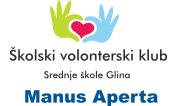 Školski volonterski klub
Srednje škole Glina
Manus Aperta